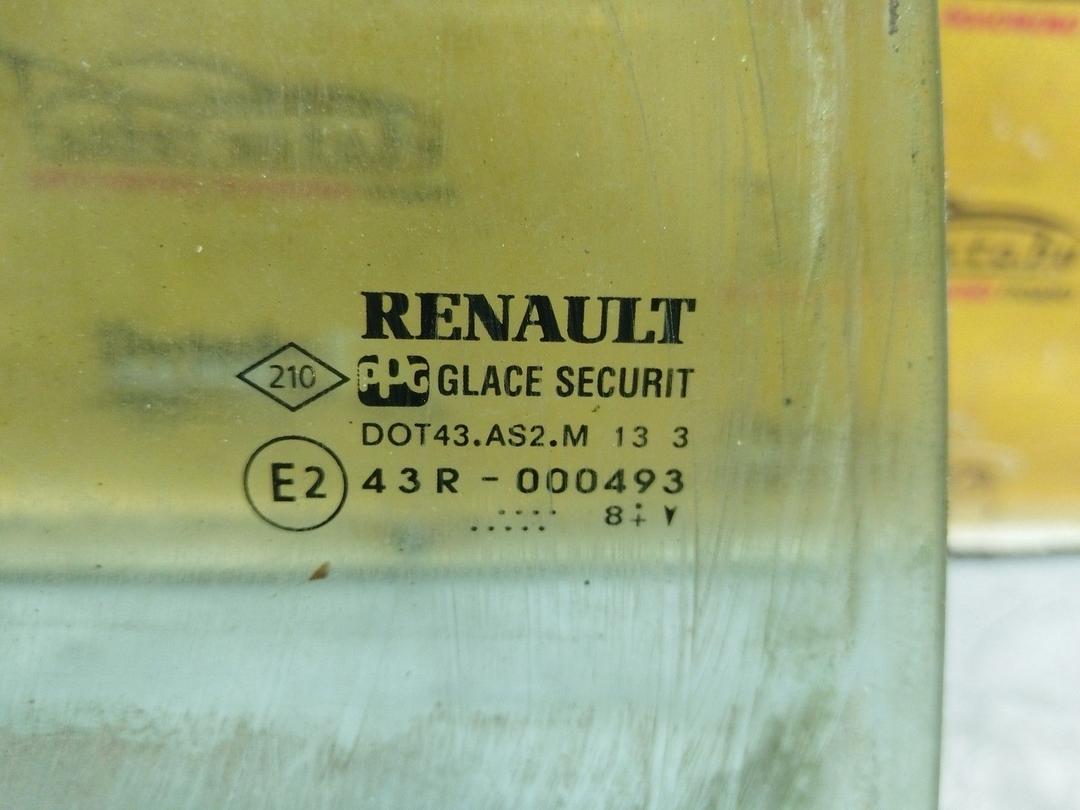 RENAULT
210 PPG GLACE SECURIT
DOT43.AS2.M 13 3
E2 43R - 000493
..... .... 8